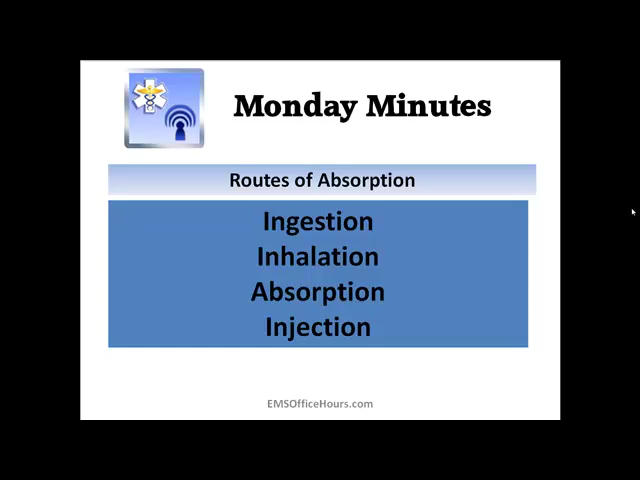 Monday Minutes
Routes of Absorption
Ingestion
Inhalation
Absorption
Injection
EMSOfficeHours.com